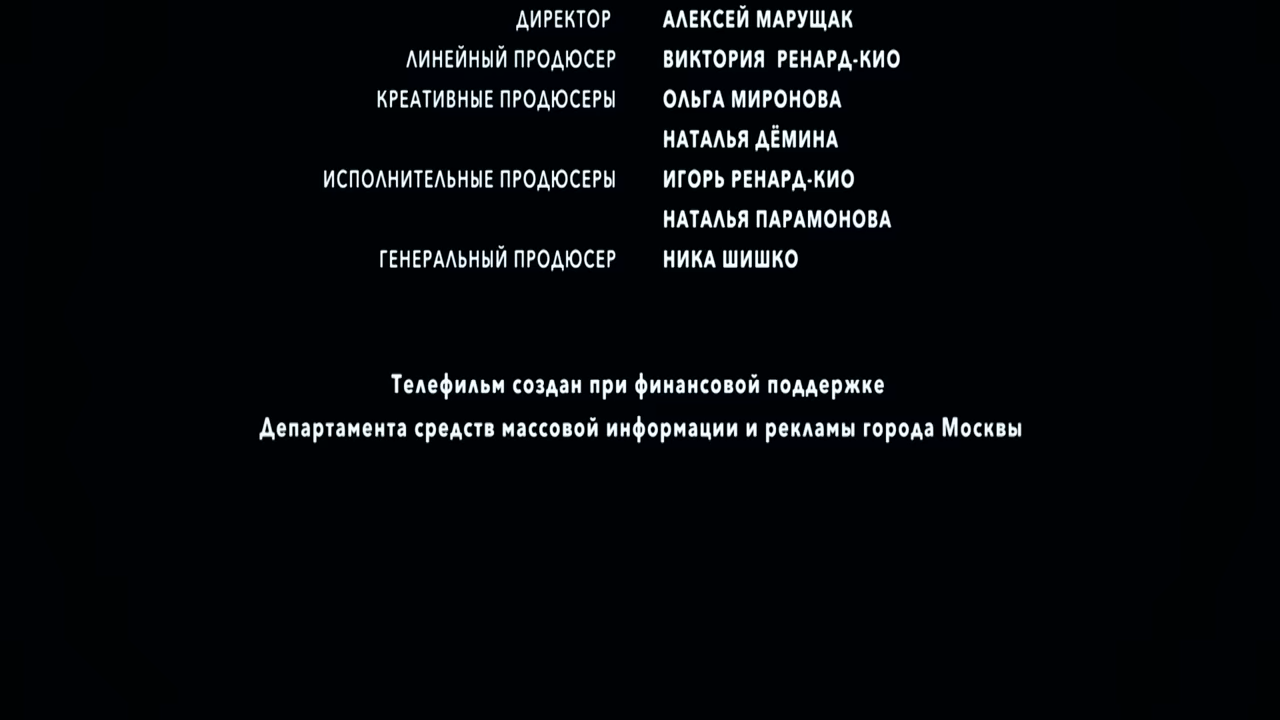 ДИРЕКТОР АЛЕКСЕЙ МАРУЩАК
ЛИНЕЙНЫЙ ПРОДЮСЕР ВИКТОРИЯ РЕНАРД-КИО
КРЕАТИВНЫЕ ПРОДЮСЕРЫ ОЛЬГА МИРОНОВА
НАТАЛЬЯ ДЁМИНА
ИСПОЛНИТЕЛЬНЫЕ ПРОДЮСЕРЫ ИГОРЬ РЕНАРД-КИО
НАТАЛЬЯ ПАРАМОНОВА
ГЕНЕРАЛЬНЫЙ ПРОДЮСЕР НИКА ШИШКО
Телефильм создан при финансовой поддержке
Департамента средств массовой информации и рекламы города Москвы